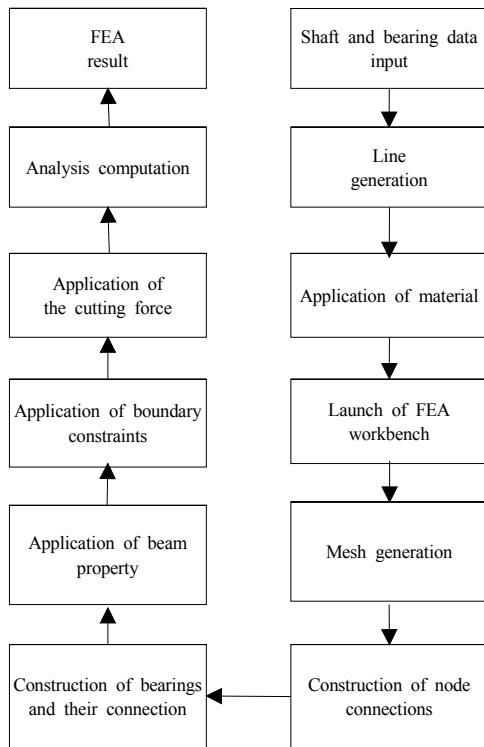 Shaft and bearing data
input
Line
generation
Application of material
Launch of FEA
workbench
Mesh generation
Construction of node
connections
Construction of bearings
and their connection
Application of beam
property
Application of boundary
constraints
Application of
the cutting force
Analysis computation
FEA
result